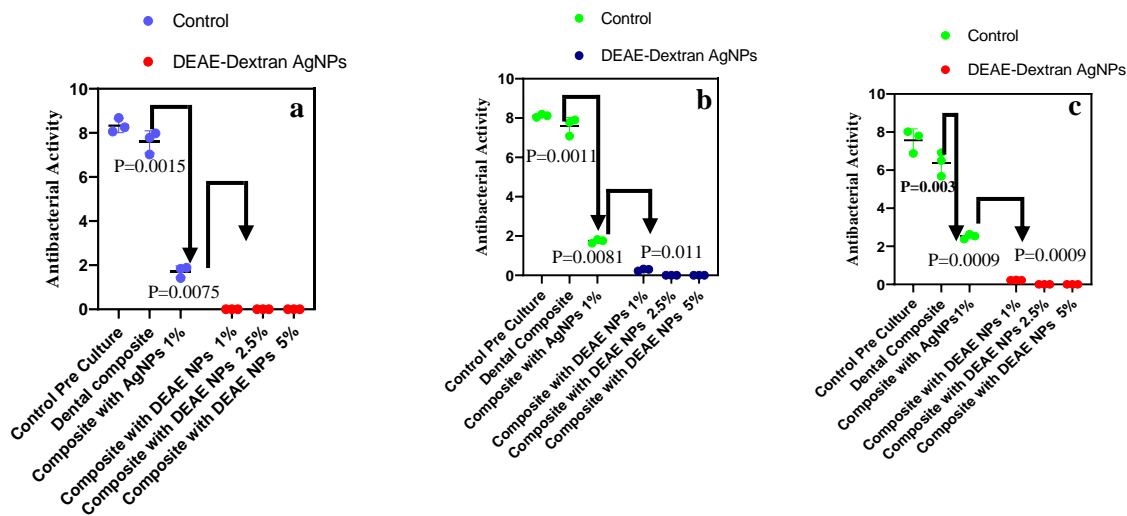 Control
DEAE-Dextran AgNPs
a
Antibacterial Activity
10
8
6
4
2
0
P=0.0015
P=0.0075
Control Pre Culture
Dental composite
Composite with AgNPs 1%
Composite with DEAE NPs 1%
Composite with DEAE NPs 2.5%
Composite with DEAE NPs 5%
Control
DEAE-Dextran AgNPs
b
Antibacterial Activity
10
8
6
4
2
0
P=0.0011
P=0.0081
P=0.011
Control Pre Culture
Dental Composite
Composite with AgNPs 1%
Composite with DEAE NPs 1%
Composite with DEAE NPs 2.5%
Composite with DEAE NPs 5%
Control
DEAE-Dextran AgNPs
c
Antibacterial Activity
10
8
6
4
2
0
P=0.003
P=0.0009
P=0.0009
Control Pre Culture
Dental Composite
Composite with AgNPs1%
Composite with DEAE NPs 1%
Composite with DEAE NPs 2.5%
Composite with DEAE NPs 5%